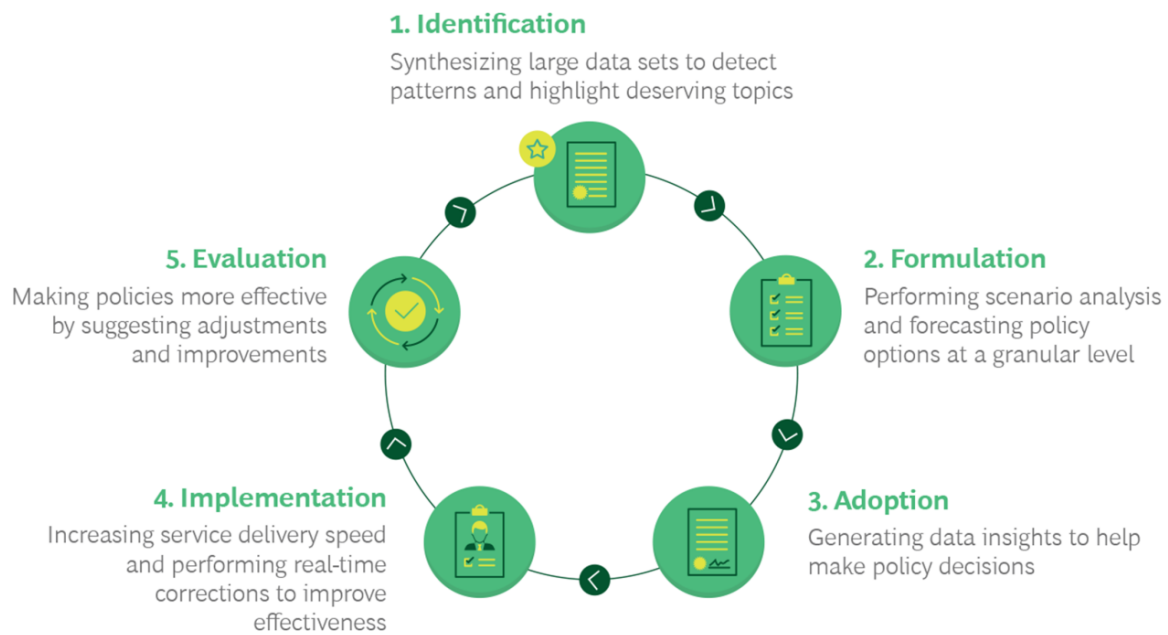 1. Identification
Synthesizing large data sets to detect
patterns and highlight deserving topics
2. Formulation
Performing scenario analysis
and forecasting policy
options at a granular level
3. Adoption
Generating data insights to help
make policy decisions
4. Implementation
Increasing service delivery speed
and performing real-time
corrections to improve
effectiveness
5. Evaluation
Making policies more effective
by suggesting adjustments
and improvements